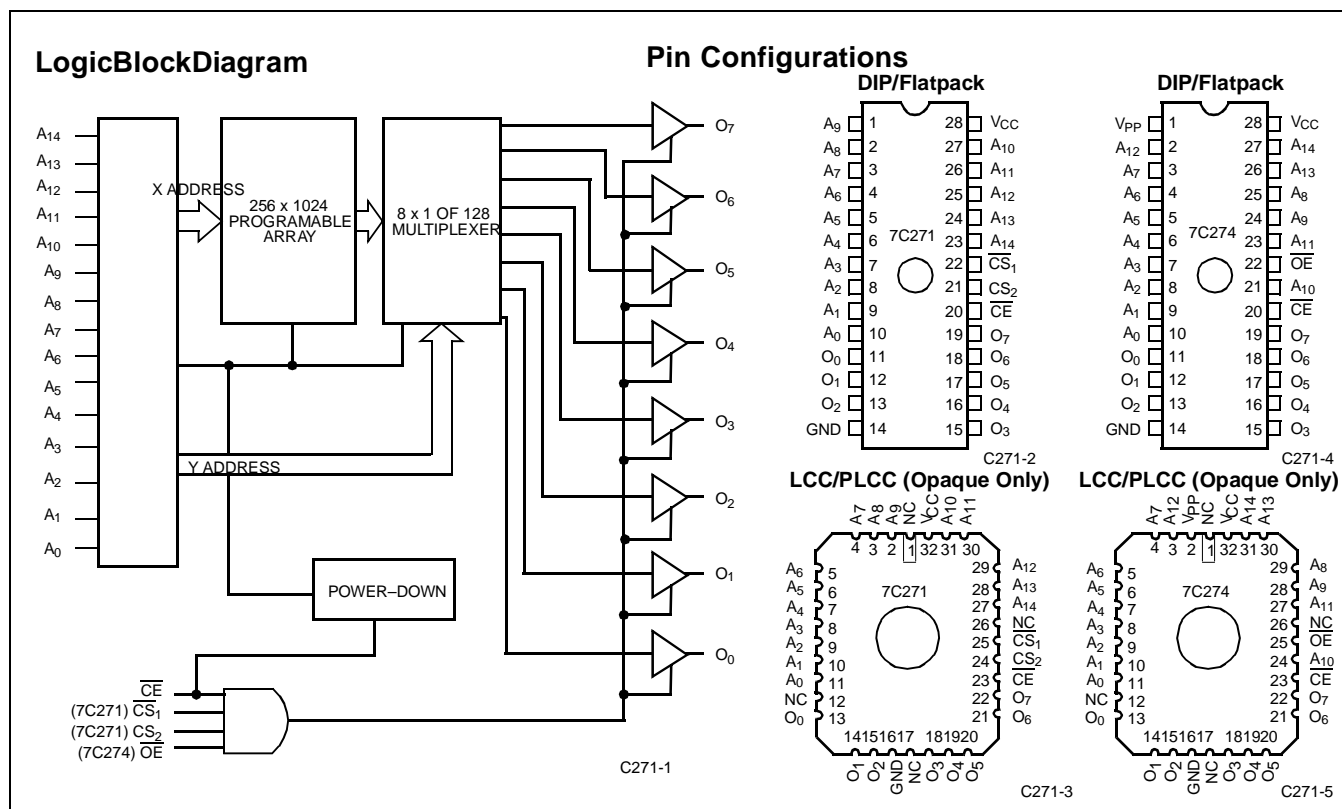 LogicBlockDiagram
A14
A13
A12
A11
A10
A9
A8
A7
A6
A5
A4
A3
A2
A1
A0
X ADDRESS
256 x 1024
PROGRAMABLE
ARRAY
8 x 1 OF 128
MULTIPLEXER
Y ADDRESS
POWER–DOWN
CE
(7C271) CS1
(7C271) CS2
(7C274) OE
O7
O6
O5
O4
O3
O2
O1
O0
C271-1
Pin Configurations
DIP/Flatpack
A9 1 28 VCC
A8 2 27 A10
A7 3 26 A11
A6 4 25 A12
A5 5 24 A13
A4 6 7C271 23 A14
A3 7 22 CS1
A2 8 21 CS2
A1 9 20 CE
A0 10 19 O7
O0 11 18 O6
O1 12 17 O5
O2 13 16 O4
GND 14 15 O3
C271-2
DIP/Flatpack
VPP 1 28 VCC
A12 2 27 A14
A7 3 26 A13
A6 4 25 A8
A5 5 24 A9
A4 6 7C274 23 A11
A3 7 22 OE
A2 8 21 A10
A1 9 20 CE
A0 10 19 O7
O0 11 18 O6
O1 12 17 O5
O2 13 16 O4
GND 14 15 O3
C271-4
LCC/PLCC (Opaque Only)
A7 A8 A9 NC VCC A10 A11
4 3 2 1 32 31 30
A6 5 29 A12
A5 6 7C271 28 A13
A4 7 27 A14
A3 8 26 NC
A2 9 25 CS1
A1 10 24 CS2
A0 11 23 CE
NC 12 22 O7
O0 13 21 O6
14 15 16 17 18 19 20
O1 O2 GND NC O3 O4 O5
C271-3
LCC/PLCC (Opaque Only)
A7 A12 VPP NC VCC A14 A13
4 3 2 1 32 31 30
A6 5 29 A8
A5 6 7C274 28 A9
A4 7 27 A11
A3 8 26 NC
A2 9 25 OE
A1 10 24 A10
A0 11 23 CE
NC 12 22 O7
O0 13 21 O6
14 15 16 17 18 19 20
O1 O2 GND NC O3 O4 O5
C271-5